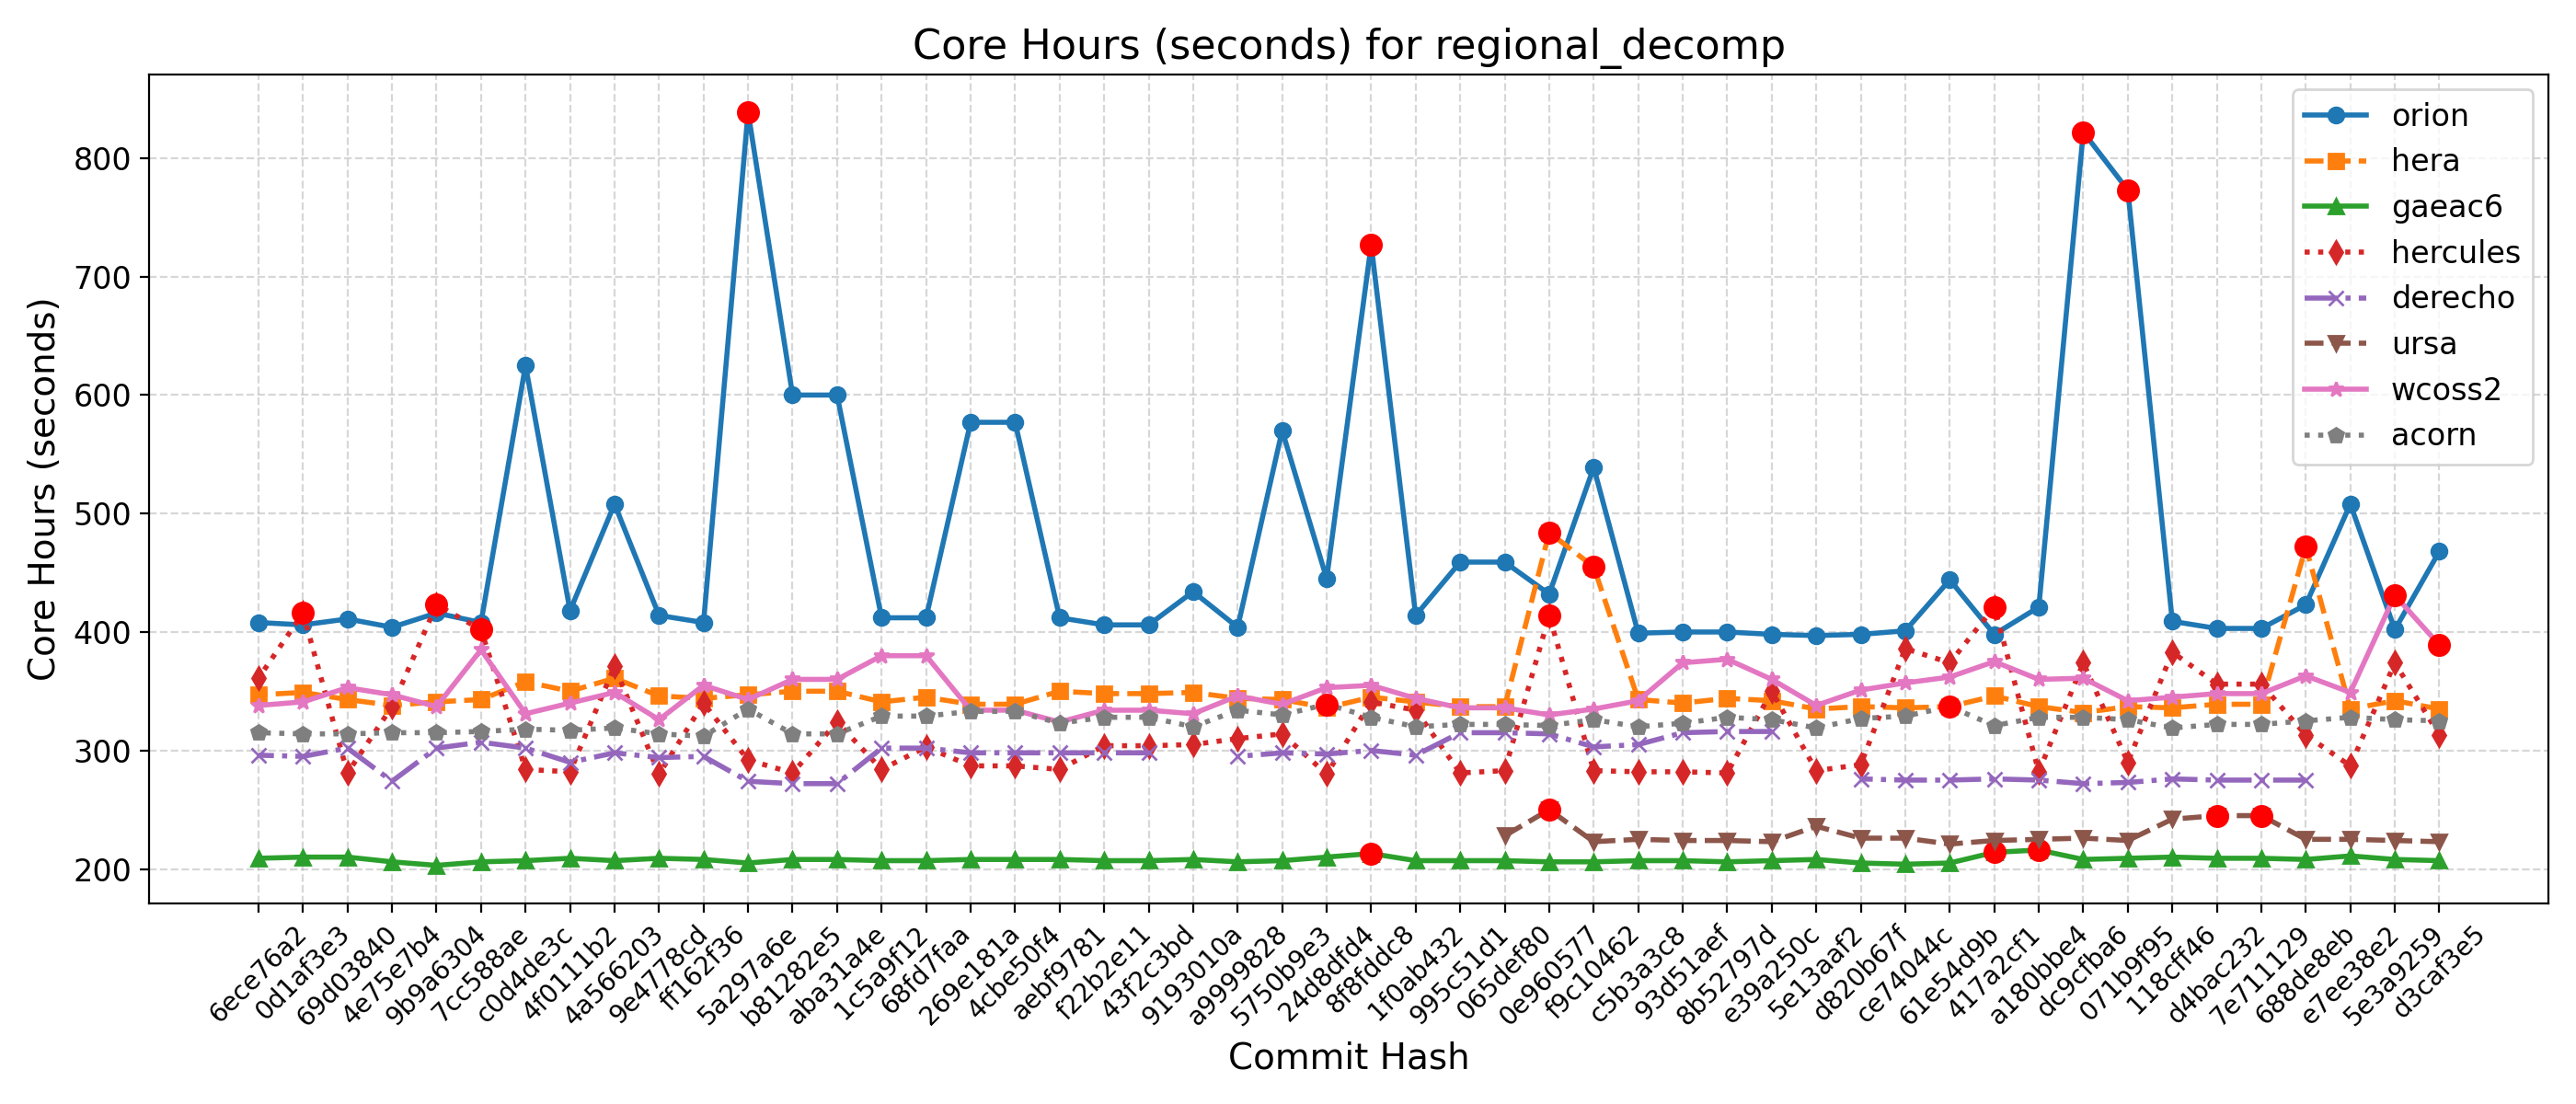 Core Hours (seconds) for regional_decomp
Core Hours (seconds)
800
700
600
500
400
300
200
orion
hera
gaeac6
hercules
derecho
ursa
wcoss2
acorn
6ece76a2
0d1af3e3
69d03840
4e75e7b4
9b9a6304
7cc588ae
c0d4de3c
4f0111b2
4a566203
9e4778cd
ff162f36
5a297a6e
b81282e5
aba31a4e
1c5a9f12
68fd7faa
269e181a
4cbe50f4
aebf9781
f22b2e11
43f2c3bd
9193010a
a9999828
5750b9e3
24d8dfd4
8f8fddc8
1f0ab432
995c51d1
065def80
0e960577
f9c10462
c5b3a3c8
93d51aef
8b52797d
e39a250c
5e13aaf2
d820b67f
ce74044c
61e54d9b
417a2cf1
a180bbe4
dc9cfba6
071b9f95
118cff46
d4bac232
7e711129
688de8eb
e7ee38e2
5e3a9259
d3caf3e5
Commit Hash